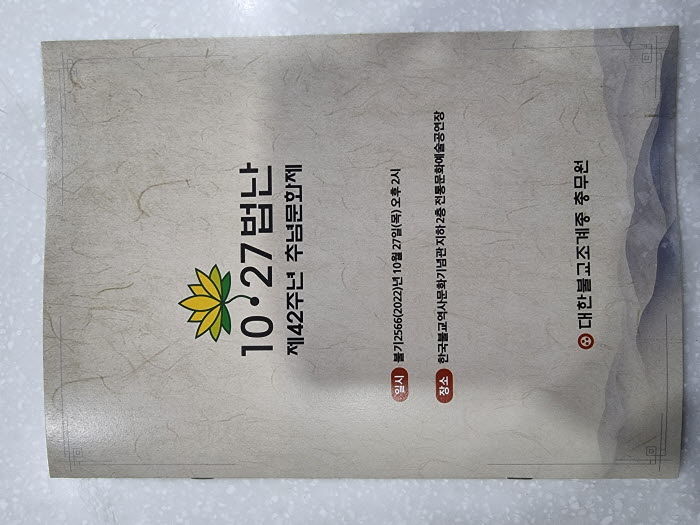 10·27법난
제42주년 추념문화제
일시 불기2566(2022)년 10월 27일(목) 오후 2시
장소 한국불교역사문화기념관 지하 2층 전통문화예술공연장
대한불교조계종 총무원